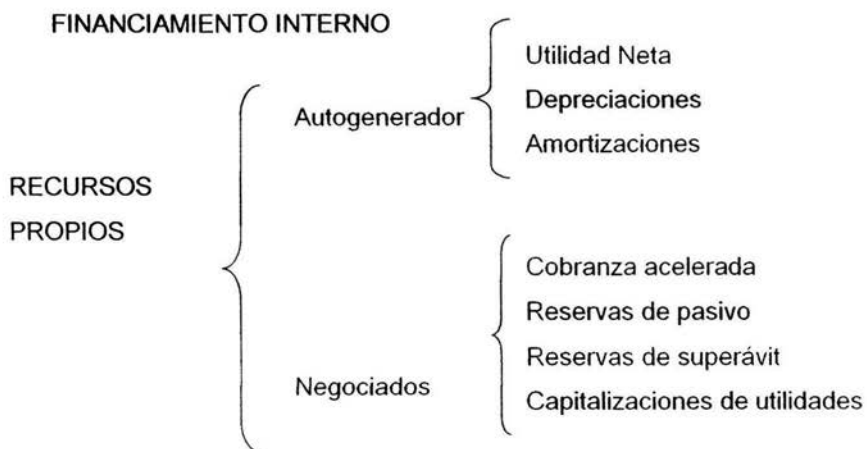 FINANCIAMIENTO INTERNO
RECURSOS
PROPIOS
Autogenerador
Utilidad Neta
Depreciaciones
Amortizaciones
Negociados
Cobranza acelerada
Reservas de pasivo
Reservas de superávit
Capitalizaciones de utilidades